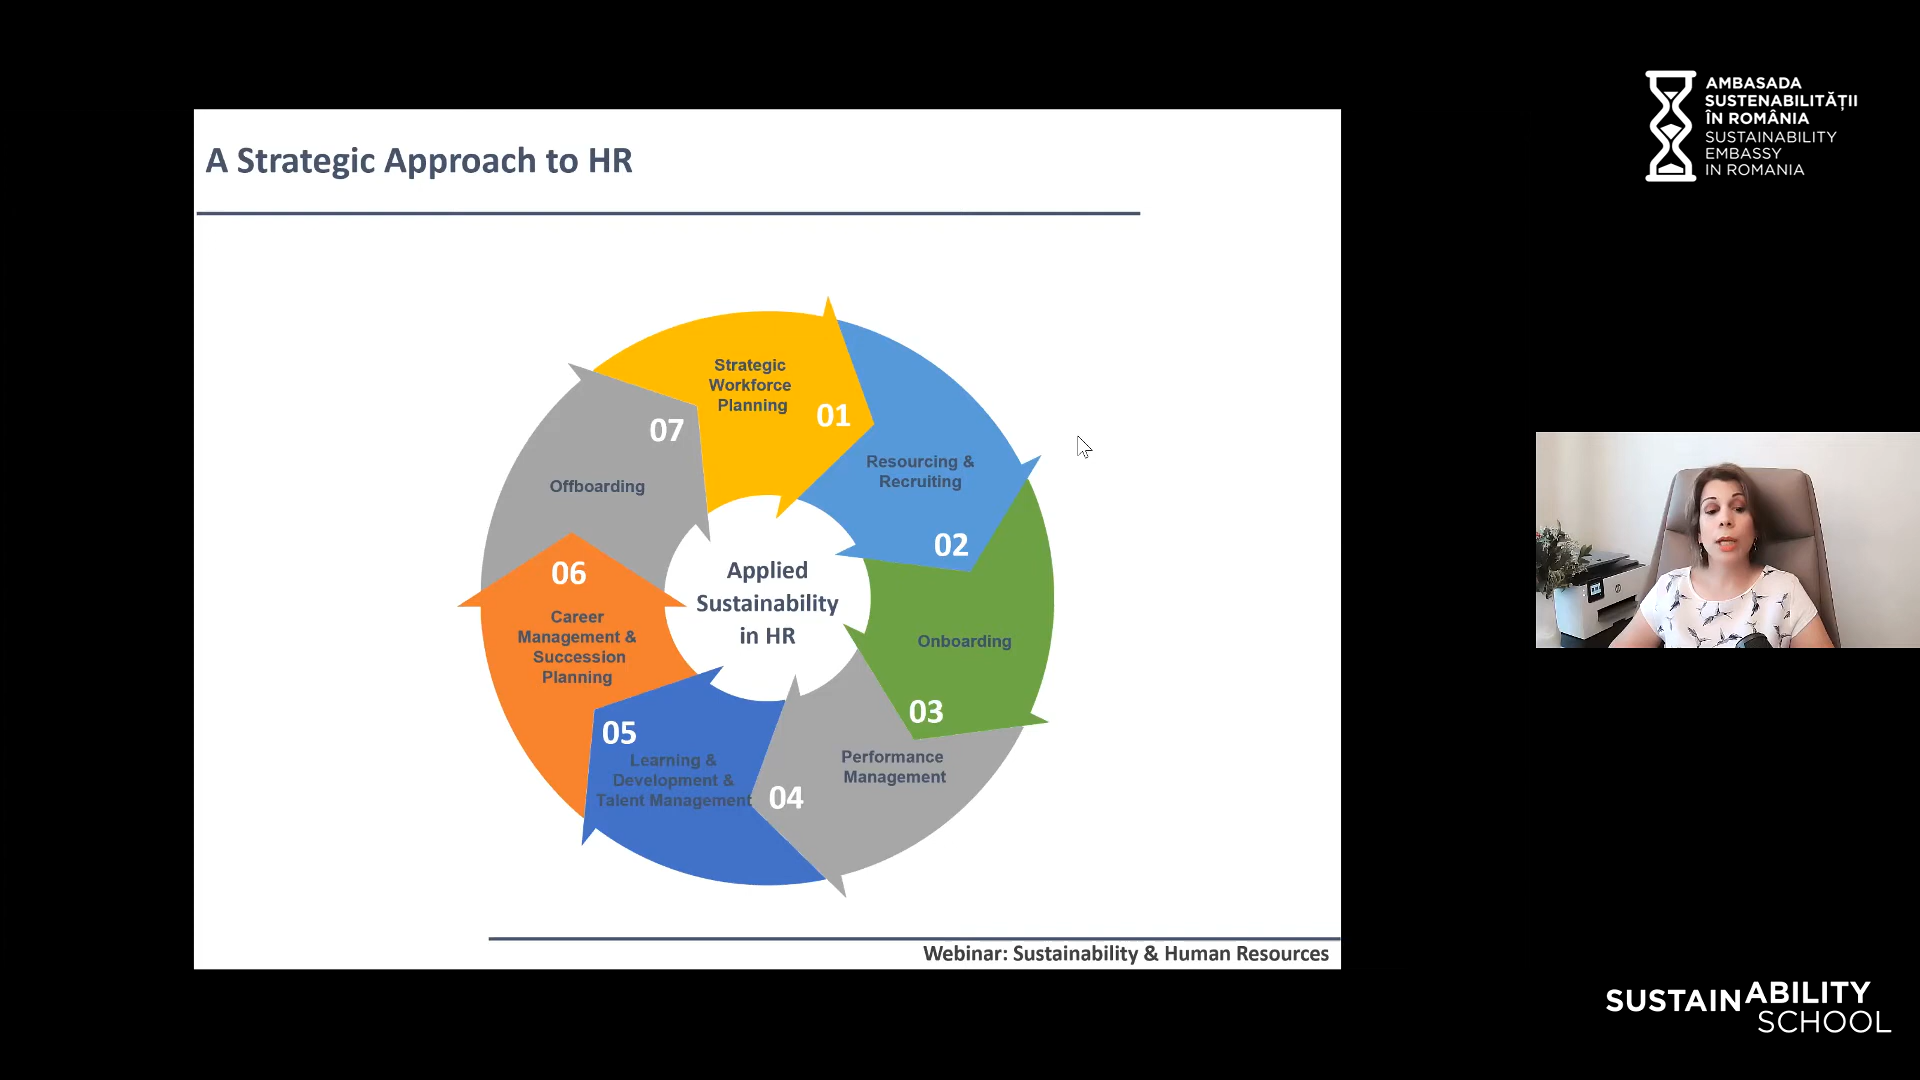 A Strategic Approach to HR
Strategic
Workforce
Planning
01
Resourcing &
Recruiting
02
Onboarding
03
Performance
Management
04
05
Learning &
Development &
Talent Management
06
Career
Management &
Succession
Planning
07
Offboarding
Applied
Sustainability
in HR
Webinar: Sustainability & Human Resources
AMBASADA
SUSTENABILITĂȚII
ÎN ROMÂNIA
SUSTAINABILITY
EMBASSY
IN ROMANIA
SUSTAINABILITY
SCHOOL